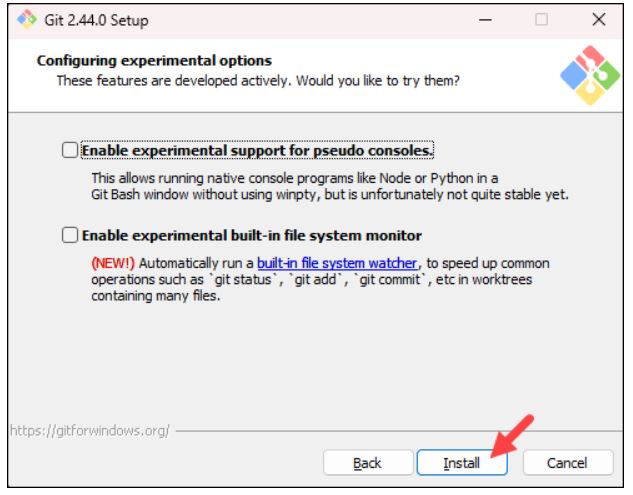 Git 2.44.0 Setup
Configuring experimental options
These features are developed actively. Would you like to try them?
Enable experimental support for pseudo consoles.
This allows running native console programs like Node or Python in a
Git Bash window without using winpty, but is unfortunately not quite stable yet.
Enable experimental built-in file system monitor
(NEW!) Automatically run a built-in file system watcher, to speed up common
operations such as `git status`, `git add`, `git commit`, etc in worktrees
containing many files.
https://gitforwindows.org/
Back Install Cancel